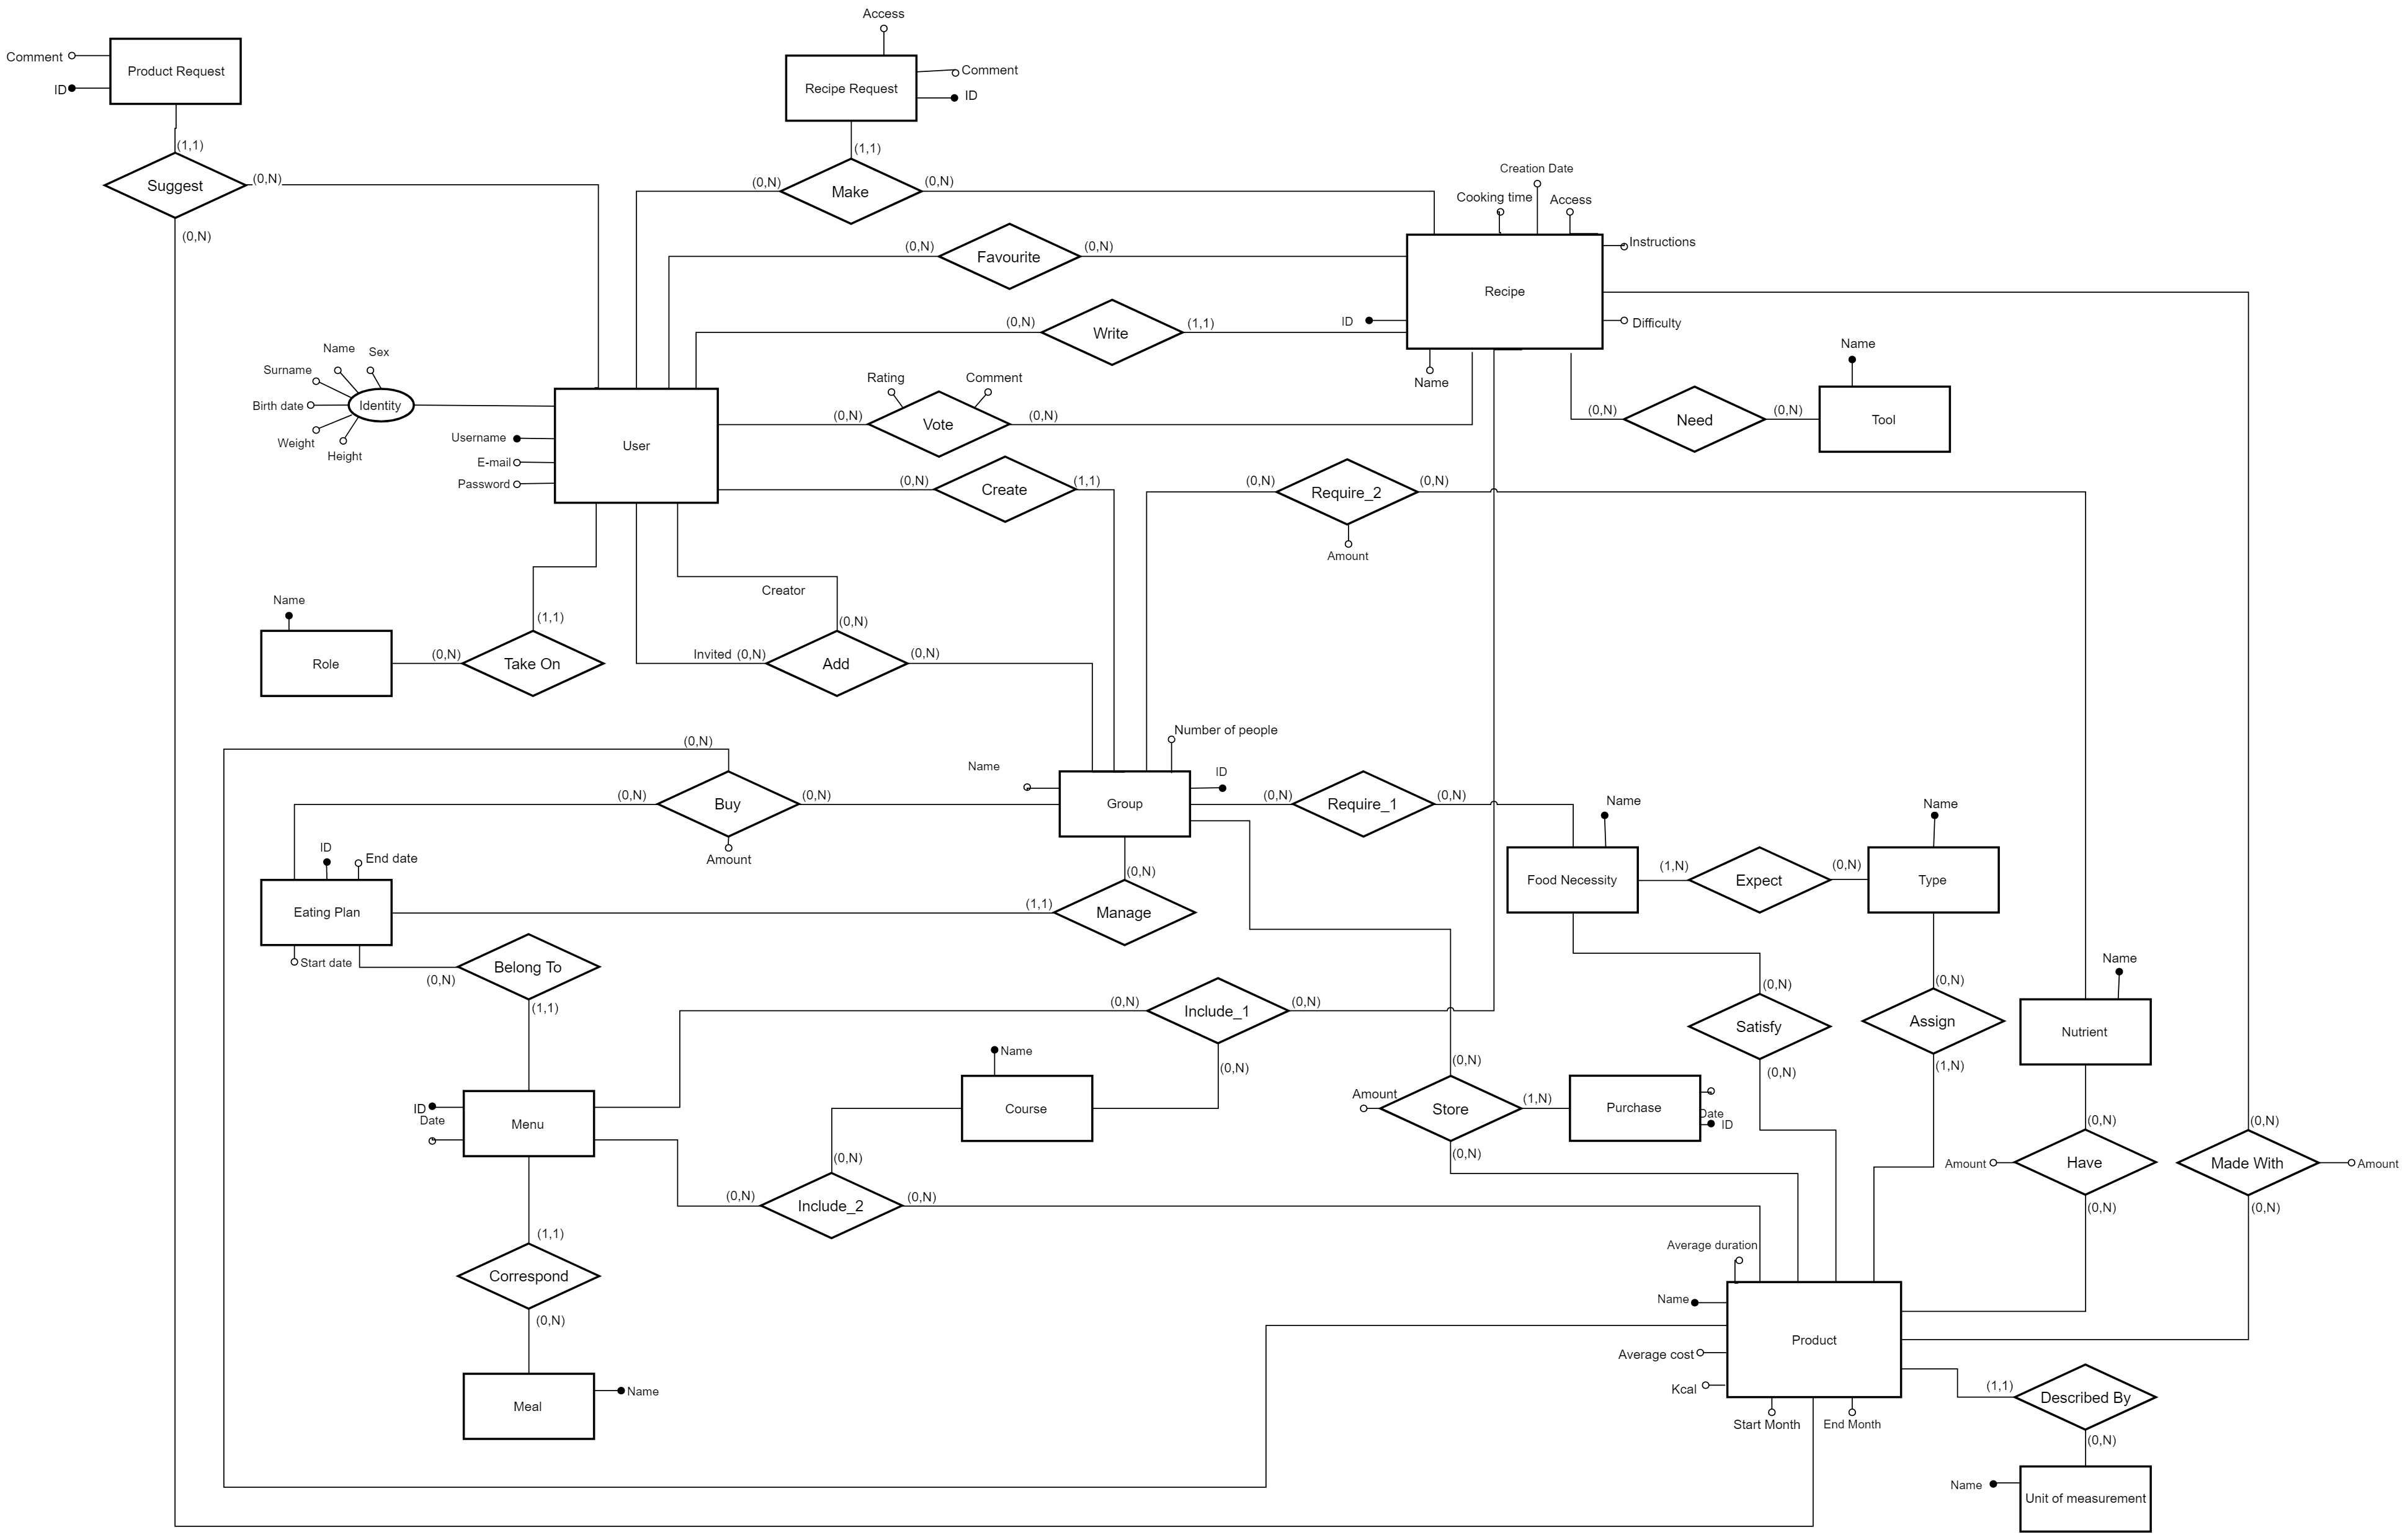 Access
Comment
Product Request
ID
Recipe Request
Comment
ID
(1,1)
(1,1)
Suggest
(0,N)
(0,N)
Make
(0,N)
(0,N)
Creation Date
Cooking time
Access
Instructions
(0,N)
Favourite
(0,N)
Recipe
(0,N)
Write
(1,1)
ID
Difficulty
Name
Sex
Surname
Birth date
Identity
Weight
Height
Username
E-mail
Password
User
Rating
Comment
Name
Name
(0,N)
Vote
(0,N)
(0,N)
Need
(0,N)
Tool
(0,N)
Create
(1,1)
(0,N)
Require_2
(0,N)
Amount
Creator
Name
(1,1)
(0,N)
Role
(0,N)
Take On
Invited
(0,N)
Add
(0,N)
(0,N)
Number of people
Name
ID
(0,N)
Buy
(0,N)
Group
(0,N)
Require_1
(0,N)
Name
Name
Amount
ID
End date
(1,N)
(0,N)
Food Necessity
Expect
Type
(0,N)
Eating Plan
(1,1)
Manage
Start date
Belong To
(0,N)
(1,1)
Name
(0,N)
(0,N)
(0,N)
Include_1
(0,N)
Satisfy
Assign
Nutrient
Name
(0,N)
(0,N)
(0,N)
(1,N)
ID
Date
Menu
Course
Amount
Store
(1,N)
Purchase
Date
ID
(0,N)
(0,N)
(0,N)
(0,N)
Amount
Have
Made With
Amount
(0,N)
Include_2
(0,N)
(0,N)
(0,N)
(1,1)
Average duration
Correspond
Name
(0,N)
Product
Average cost
Kcal
(1,1)
Described By
Name
Meal
Start Month
End Month
(0,N)
Name
Unit of measurement